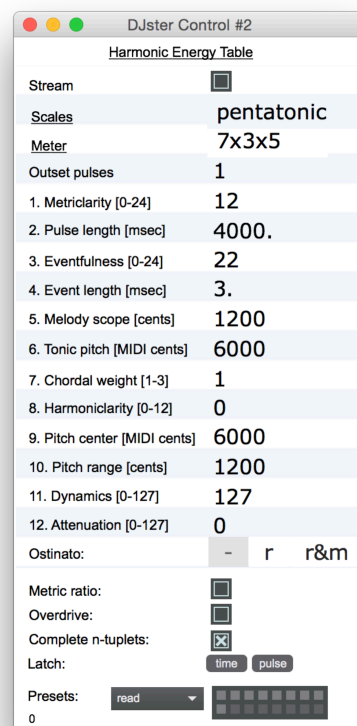 DJster Control #2
Harmonic Energy Table
Stream
Scales pentatonic
Meter 7x3x5
Outset pulses 1
1. Metriclarity [0-24] 12
2. Pulse length [msec] 4000.
3. Eventfulness [0-24] 22
4. Event length [msec] 3.
5. Melody scope [cents] 1200
6. Tonic pitch [MIDI cents] 6000
7. Chordal weight [1-3] 1
8. Harmoniclarity [0-12] 0
9. Pitch center [MIDI cents] 6000
10. Pitch range [cents] 1200
11. Dynamics [0-127] 127
12. Attenuation [0-127] 0
Ostinato: - r r&m
Metric ratio:
Overdrive:
Complete n-tuplets:
Latch: time pulse
Presets: read
0